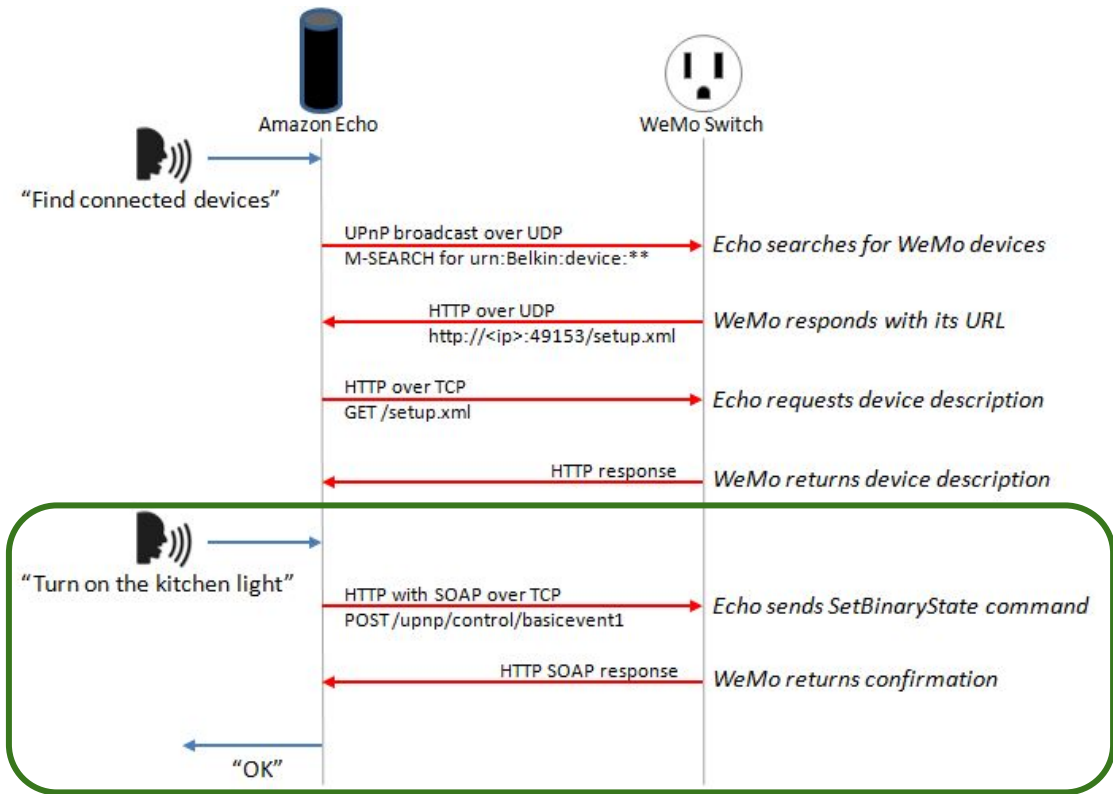 Amazon Echo
WeMo Switch
“Find connected devices”
UPnP broadcast over UDP
M-SEARCH for urn:Belkin:device:**
Echo searches for WeMo devices
HTTP over UDP
http://<ip>:49153/setup.xml
WeMo responds with its URL
HTTP over TCP
GET /setup.xml
Echo requests device description
HTTP response
WeMo returns device description
“Turn on the kitchen light”
HTTP with SOAP over TCP
POST /upnp/control/basicevent1
Echo sends SetBinaryState command
HTTP SOAP response
WeMo returns confirmation
“OK”